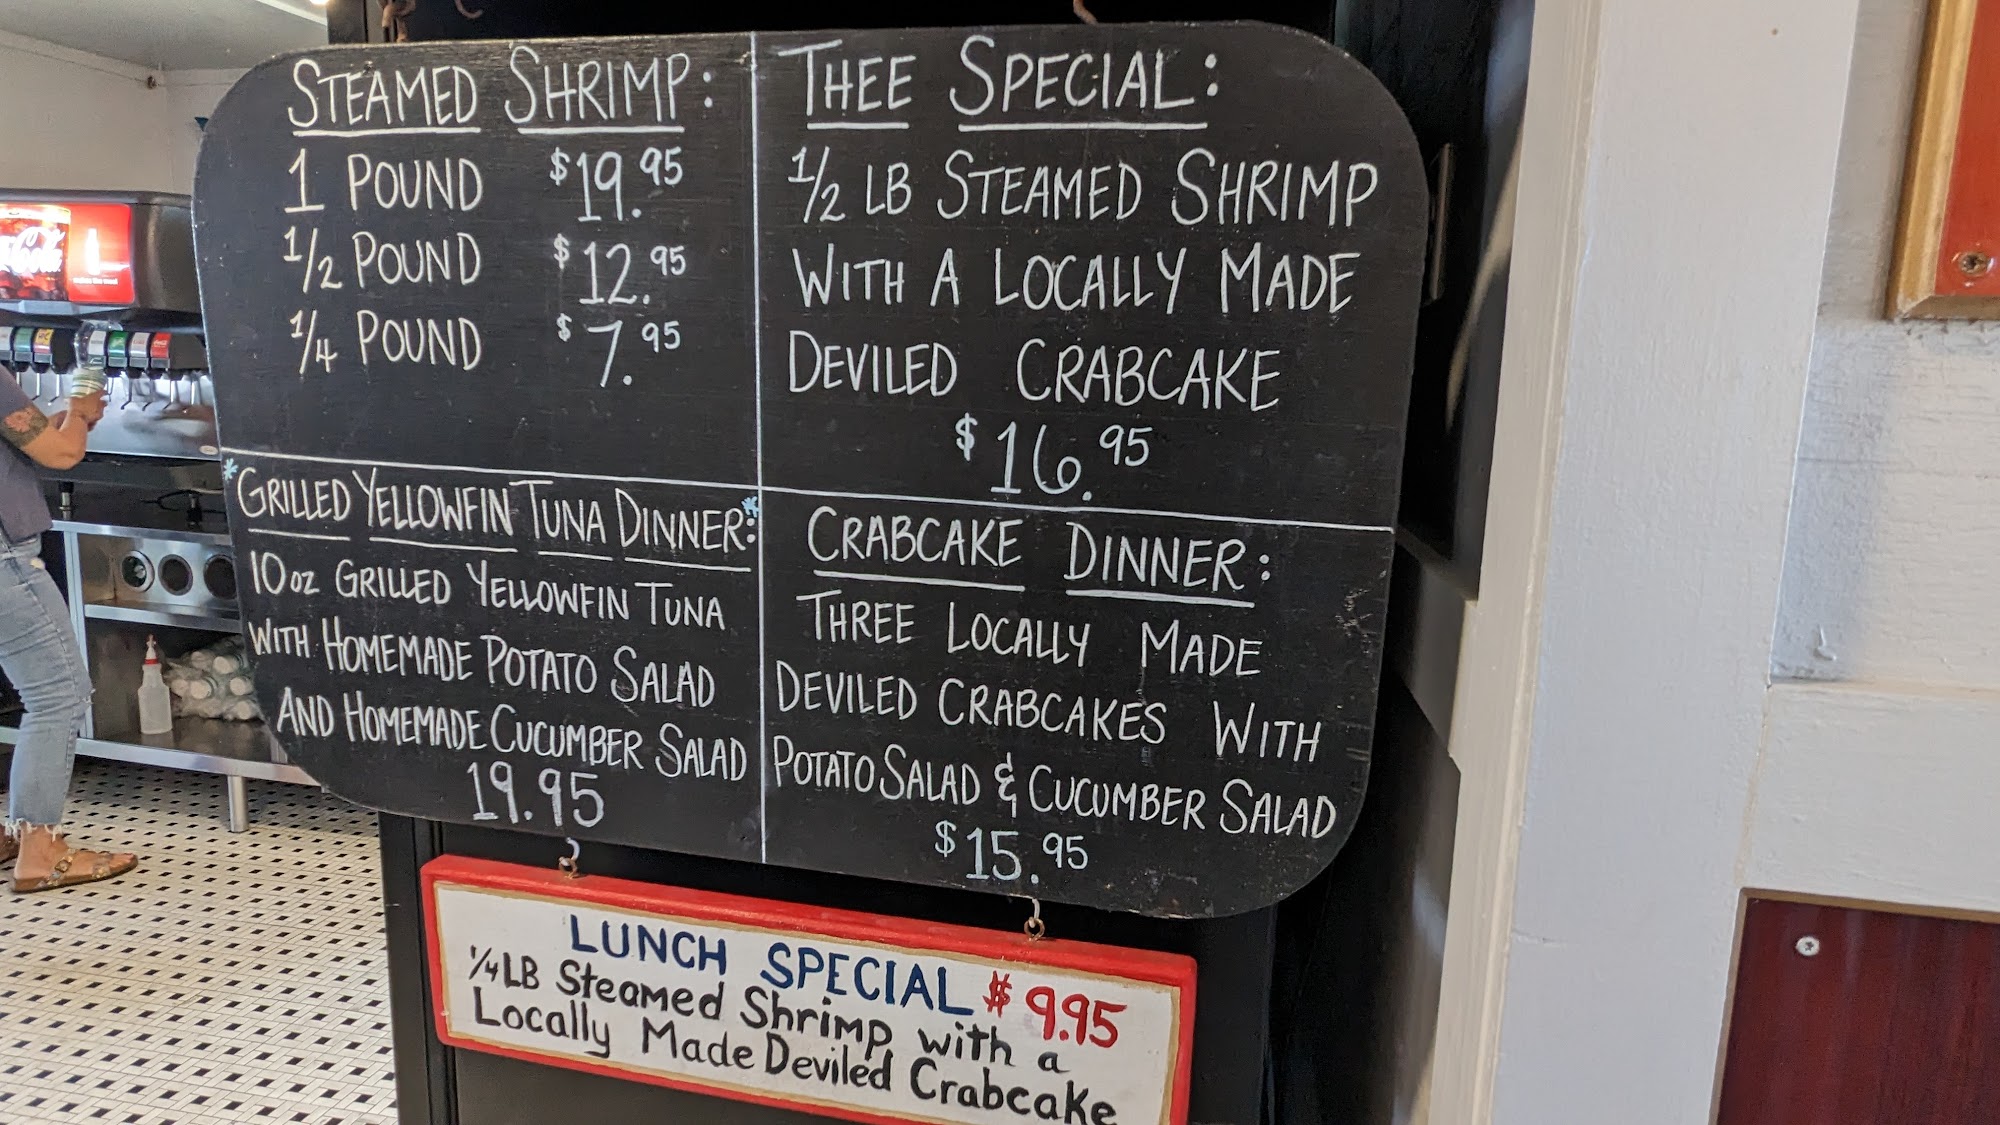 STEAMED SHRIMP:
1 POUND $19.95
1/2 POUND $12.95
1/4 POUND $7.95
THEE SPECIAL:
1/2 LB STEAMED SHRIMP
WITH A LOCALLY MADE
DEVILED CRABCAKE
$16.95
*GRILLED YELLOWFIN TUNA DINNER:*
10oz GRILLED YELLOWFIN TUNA
WITH HOMEMADE POTATO SALAD
AND HOMEMADE CUCUMBER SALAD
19.95
CRABCAKE DINNER:
THREE LOCALLY MADE
DEVILED CRABCAKES WITH
POTATO SALAD & CUCUMBER SALAD
$15.95
LUNCH SPECIAL $9.95
1/4 LB Steamed Shrimp with a
Locally Made Deviled Crabcake